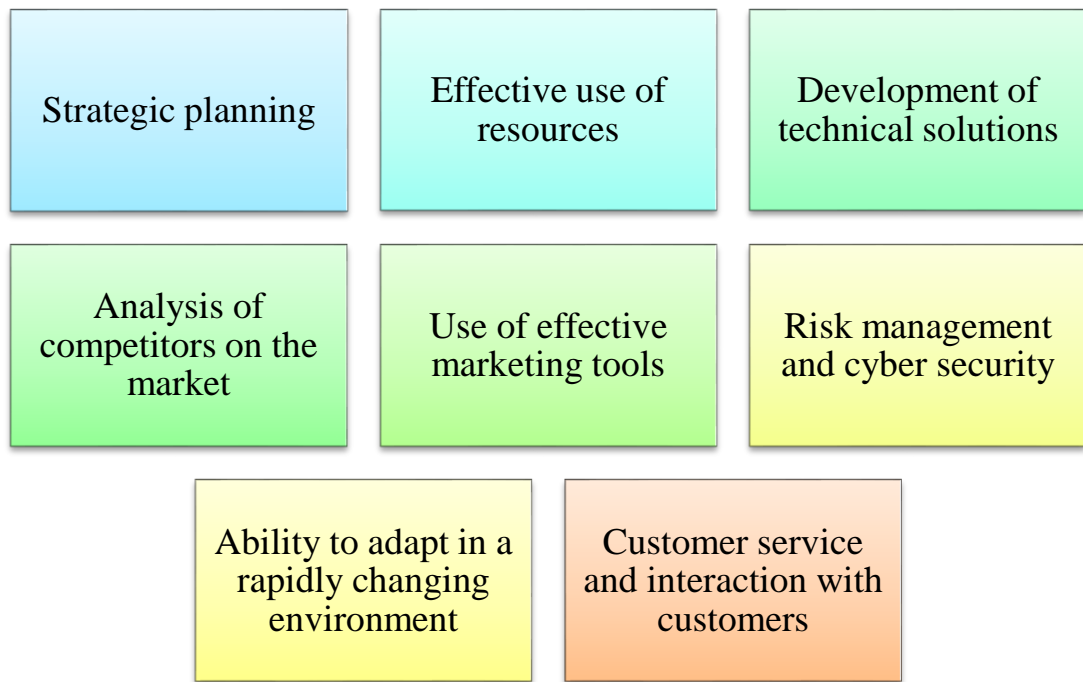 Strategic planning
Effective use of
resources
Development of
technical solutions
Analysis of
competitors on the
market
Use of effective
marketing tools
Risk management
and cyber security
Ability to adapt in a
rapidly changing
environment
Customer service
and interaction with
customers